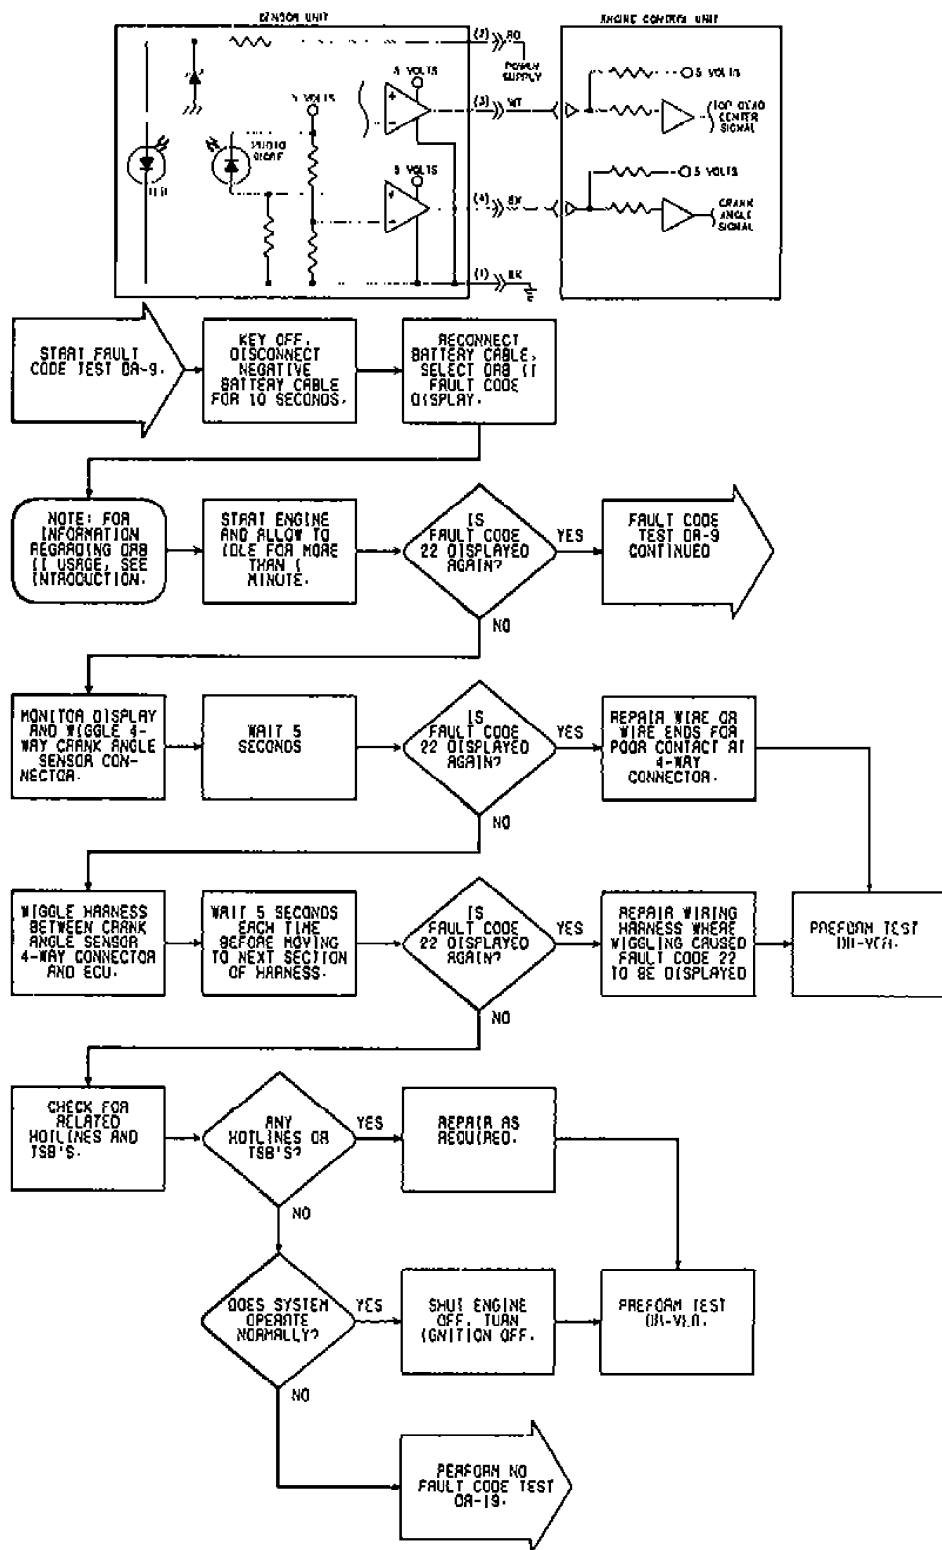 SENSOR UNIT
ENGINE CONTROL UNIT
(2) RD
POWER
SUPPLY
5 VOLTS
(3) WT
5 VOLTS
TOP DEAD
CENTER
SIGNAL
5 VOLTS
PHOTO
DIODE
LED
5 VOLTS
(4)
5 VOLTS
CRANK
ANGLE
SIGNAL
(1) BK
START FAULT
CODE TEST DR-9.
KEY OFF.
DISCONNECT
NEGATIVE
BATTERY CABLE
FOR 10 SECONDS.
RECONNECT
BATTERY CABLE,
SELECT DRB II
FAULT CODE
DISPLAY.
NOTE: FOR
INFORMATION
REGARDING DRB
II USAGE, SEE
INTRODUCTION.
START ENGINE
AND ALLOW TO
IDLE FOR MORE
THAN 1
MINUTE.
IS
FAULT CODE
22 DISPLAYED
AGAIN?
YES
FAULT CODE
TEST DR-9
CONTINUED
NO
MONITOR DISPLAY
AND WIGGLE 4-
WAY CRANK ANGLE
SENSOR CON-
NECTOR.
WAIT 5
SECONDS
IS
FAULT CODE
22 DISPLAYED
AGAIN?
YES
REPAIR WIRE OR
WIRE ENDS FOR
POOR CONTACT AT
4-WAY
CONNECTOR.
NO
WIGGLE HARNESS
BETWEEN CRANK
ANGLE SENSOR
4-WAY CONNECTOR
AND ECU.
WAIT 5 SECONDS
EACH TIME
BEFORE MOVING
TO NEXT SECTION
OF HARNESS.
IS
FAULT CODE
22 DISPLAYED
AGAIN?
YES
REPAIR WIRING
HARNESS WHERE
WIGGLING CAUSED
FAULT CODE 22
TO BE DISPLAYED
PREFORM TEST
NO
CHECK FOR
RELATED
HOTLINES AND
TSB'S.
ANY
HOTLINES OR
TSB'S?
YES
REPAIR AS
REQUIRED.
NO
DOES SYSTEM
OPERATE
NORMALLY?
YES
SHUT ENGINE
OFF. TURN
IGNITION OFF.
PREFORM TEST
NO
PERFORM NO
FAULT CODE TEST
DR-19.